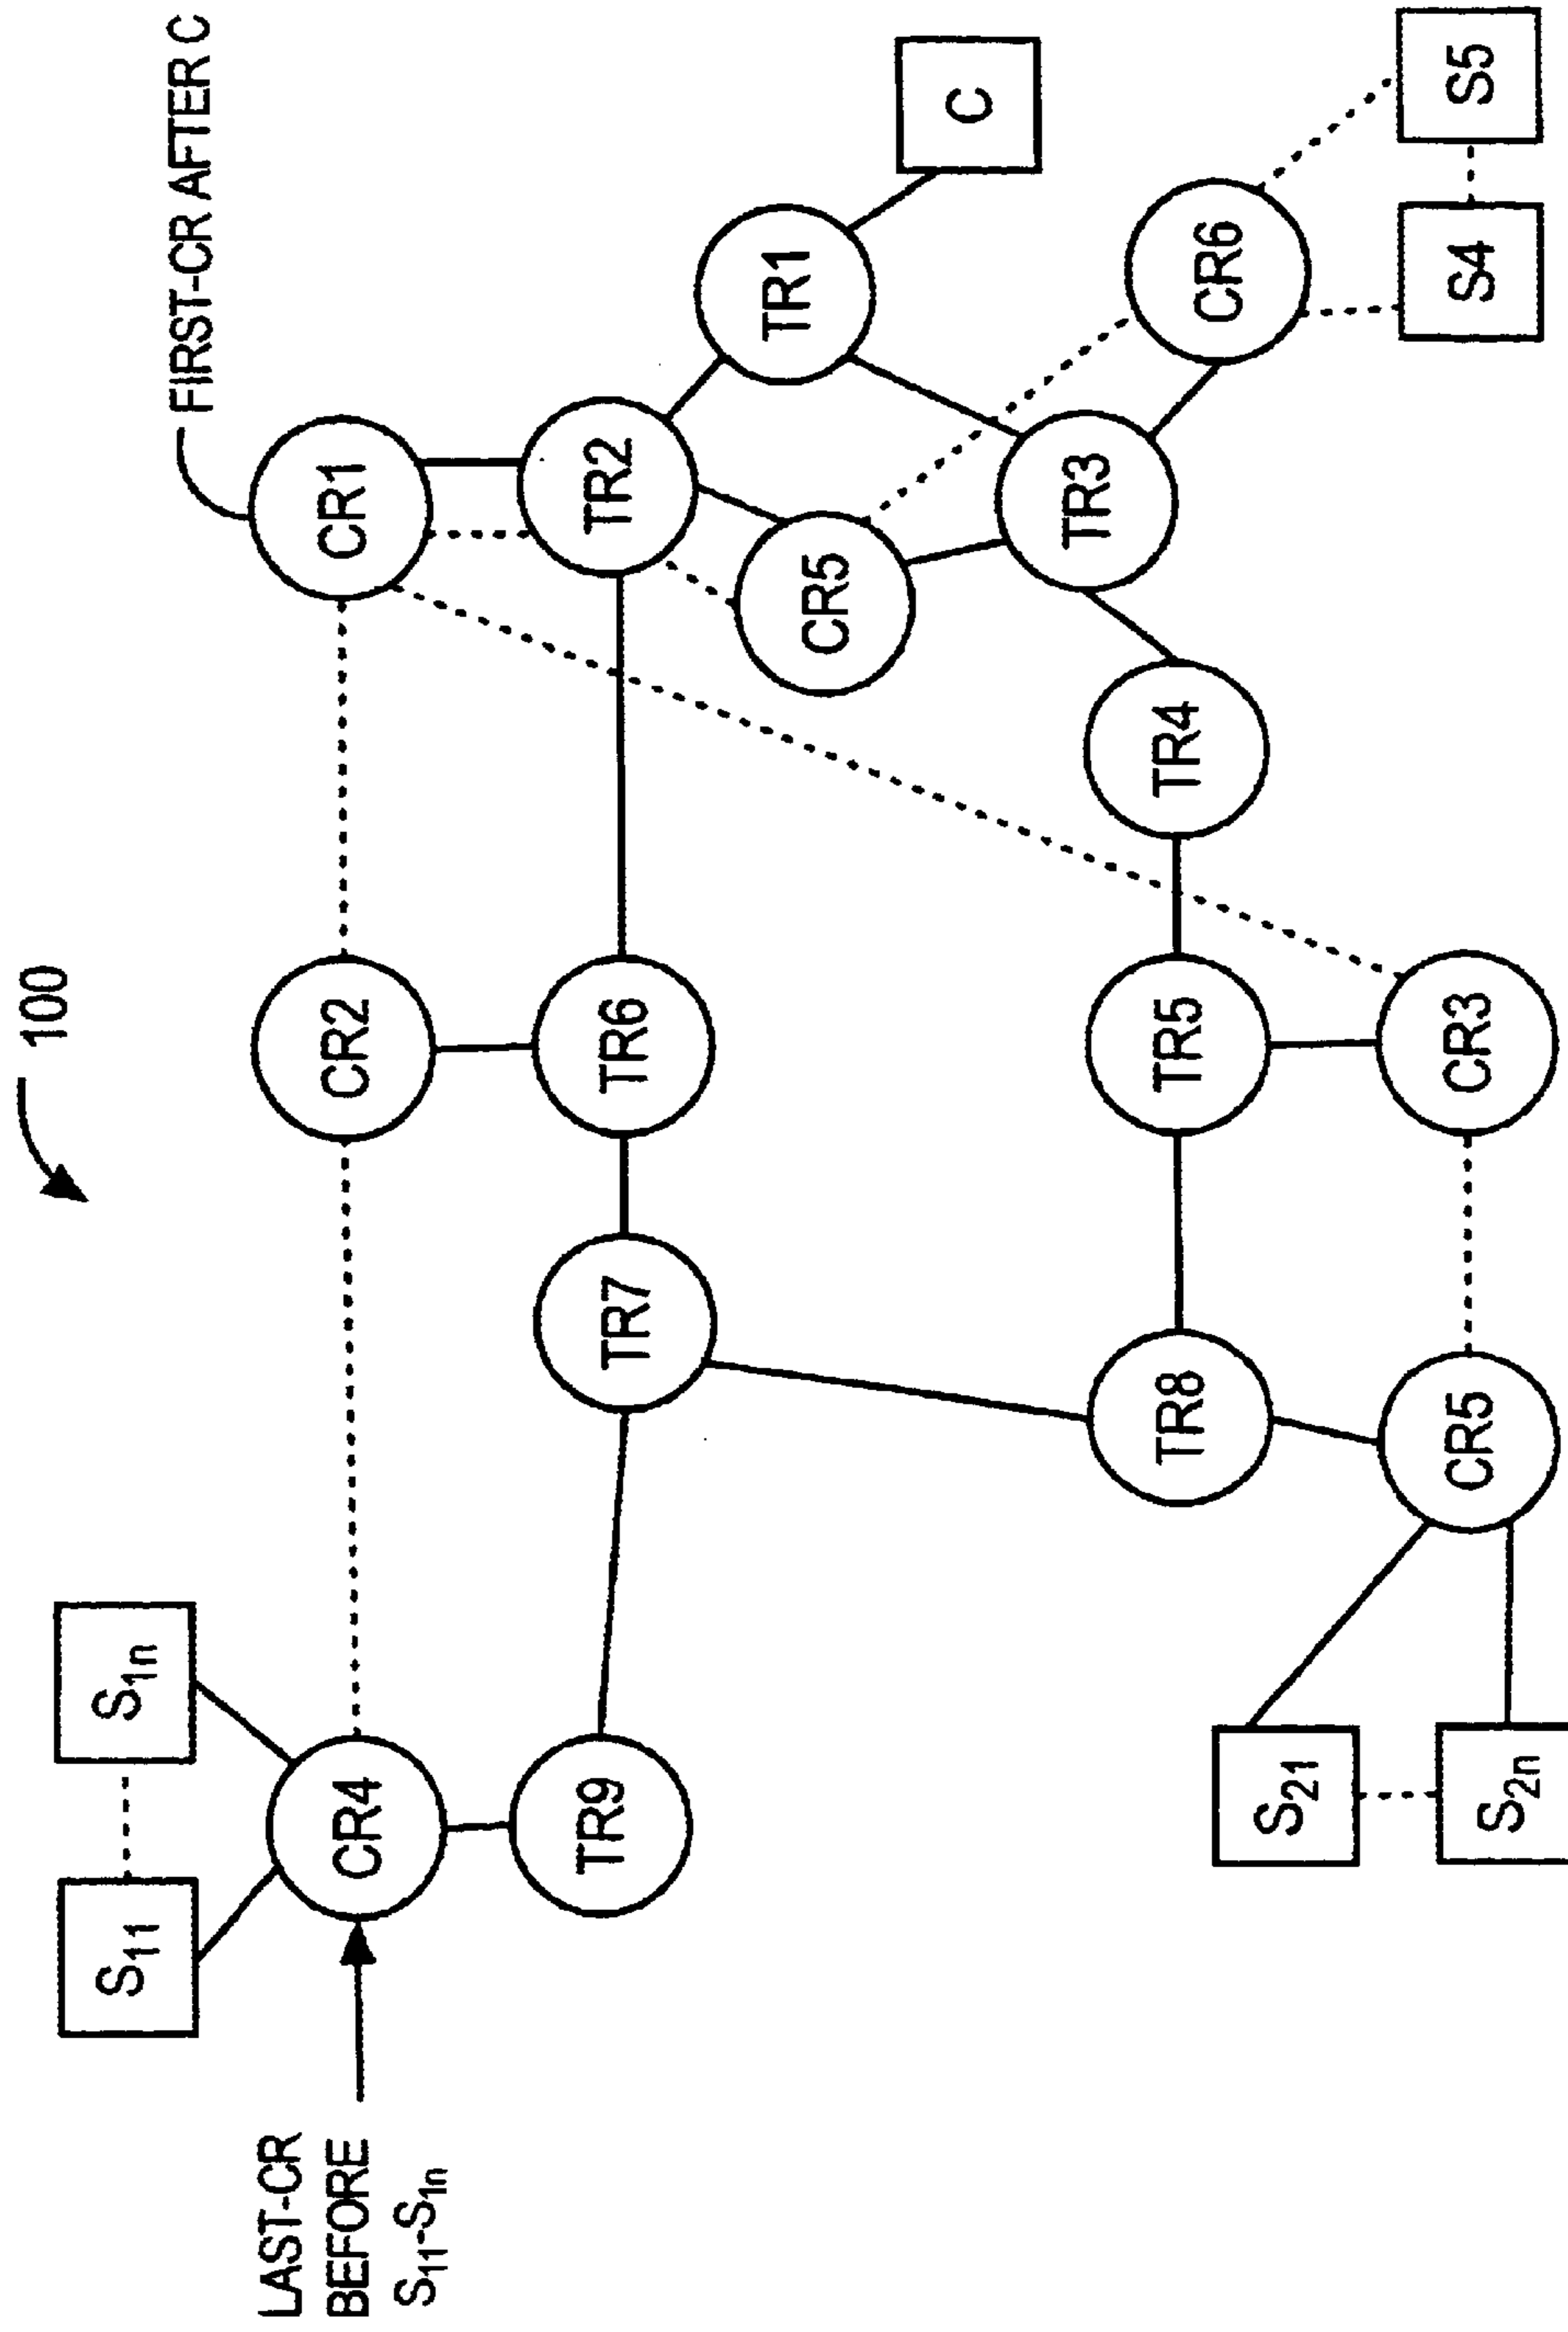 100
S11
S1n
LAST-CR
BEFORE
S11-S1n
CR4
CR2
CR1
FIRST-CR AFTER C
TR9
TR7
TR6
TR2
TR1
C
CR5
TR3
CR6
TR8
TR5
TR4
S21
S2n
CR5
CR3
S4
S5